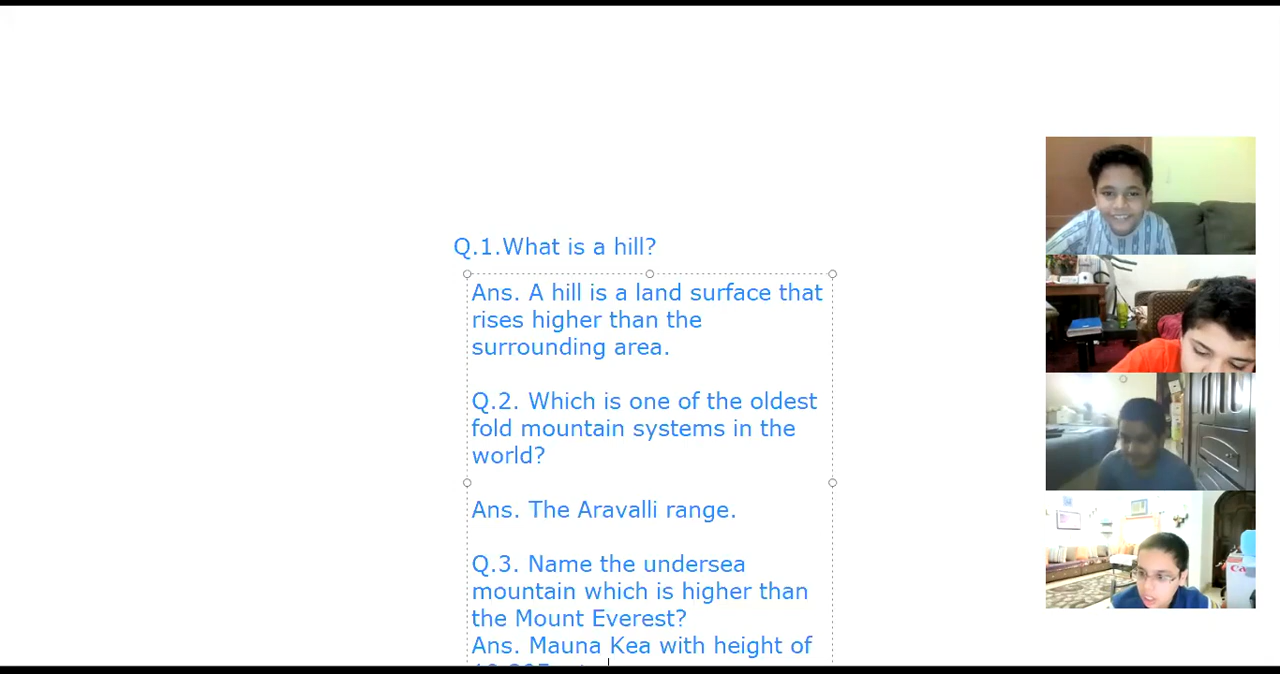 Q.1.What is a hill?
Ans. A hill is a land surface that
rises higher than the
surrounding area.
Q.2. Which is one of the oldest
fold mountain systems in the
world?
Ans. The Aravalli range.
Q.3. Name the undersea
mountain which is higher than
the Mount Everest?
Ans. Mauna Kea with height of